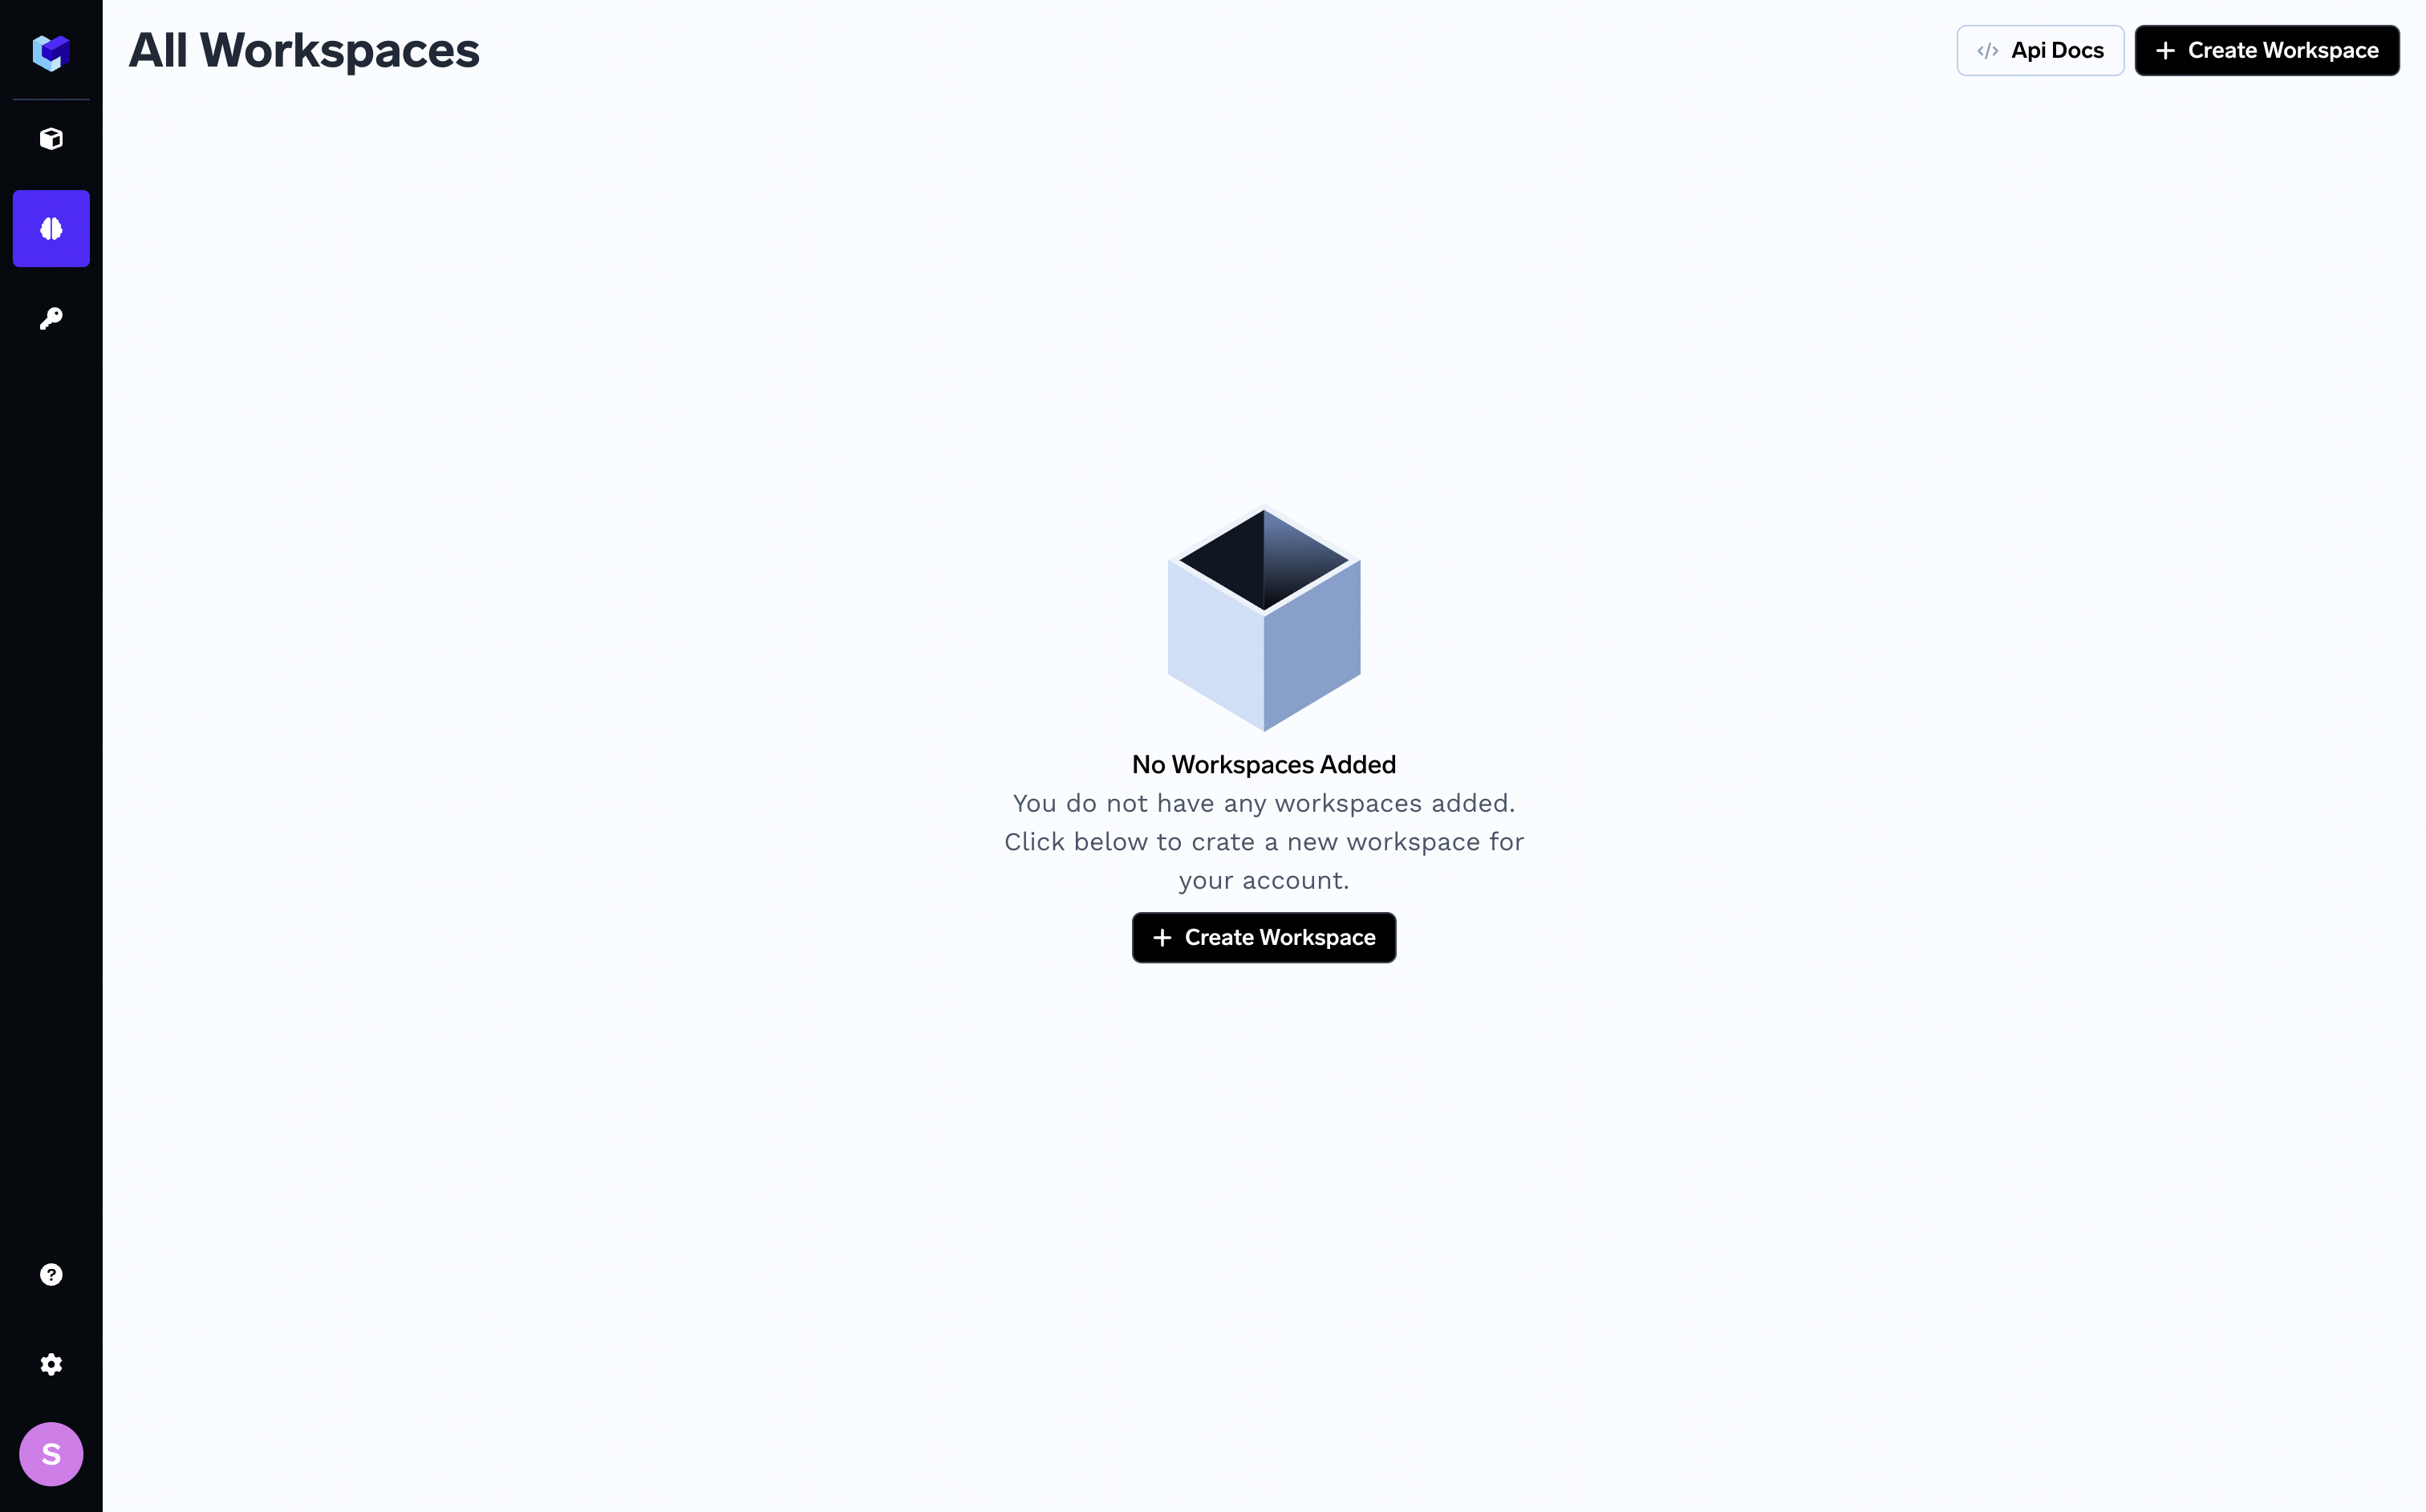 All Workspaces
Api Docs
Create Workspace
No Workspaces Added
You do not have any workspaces added.
Click below to crate a new workspace for
your account.
Create Workspace
S